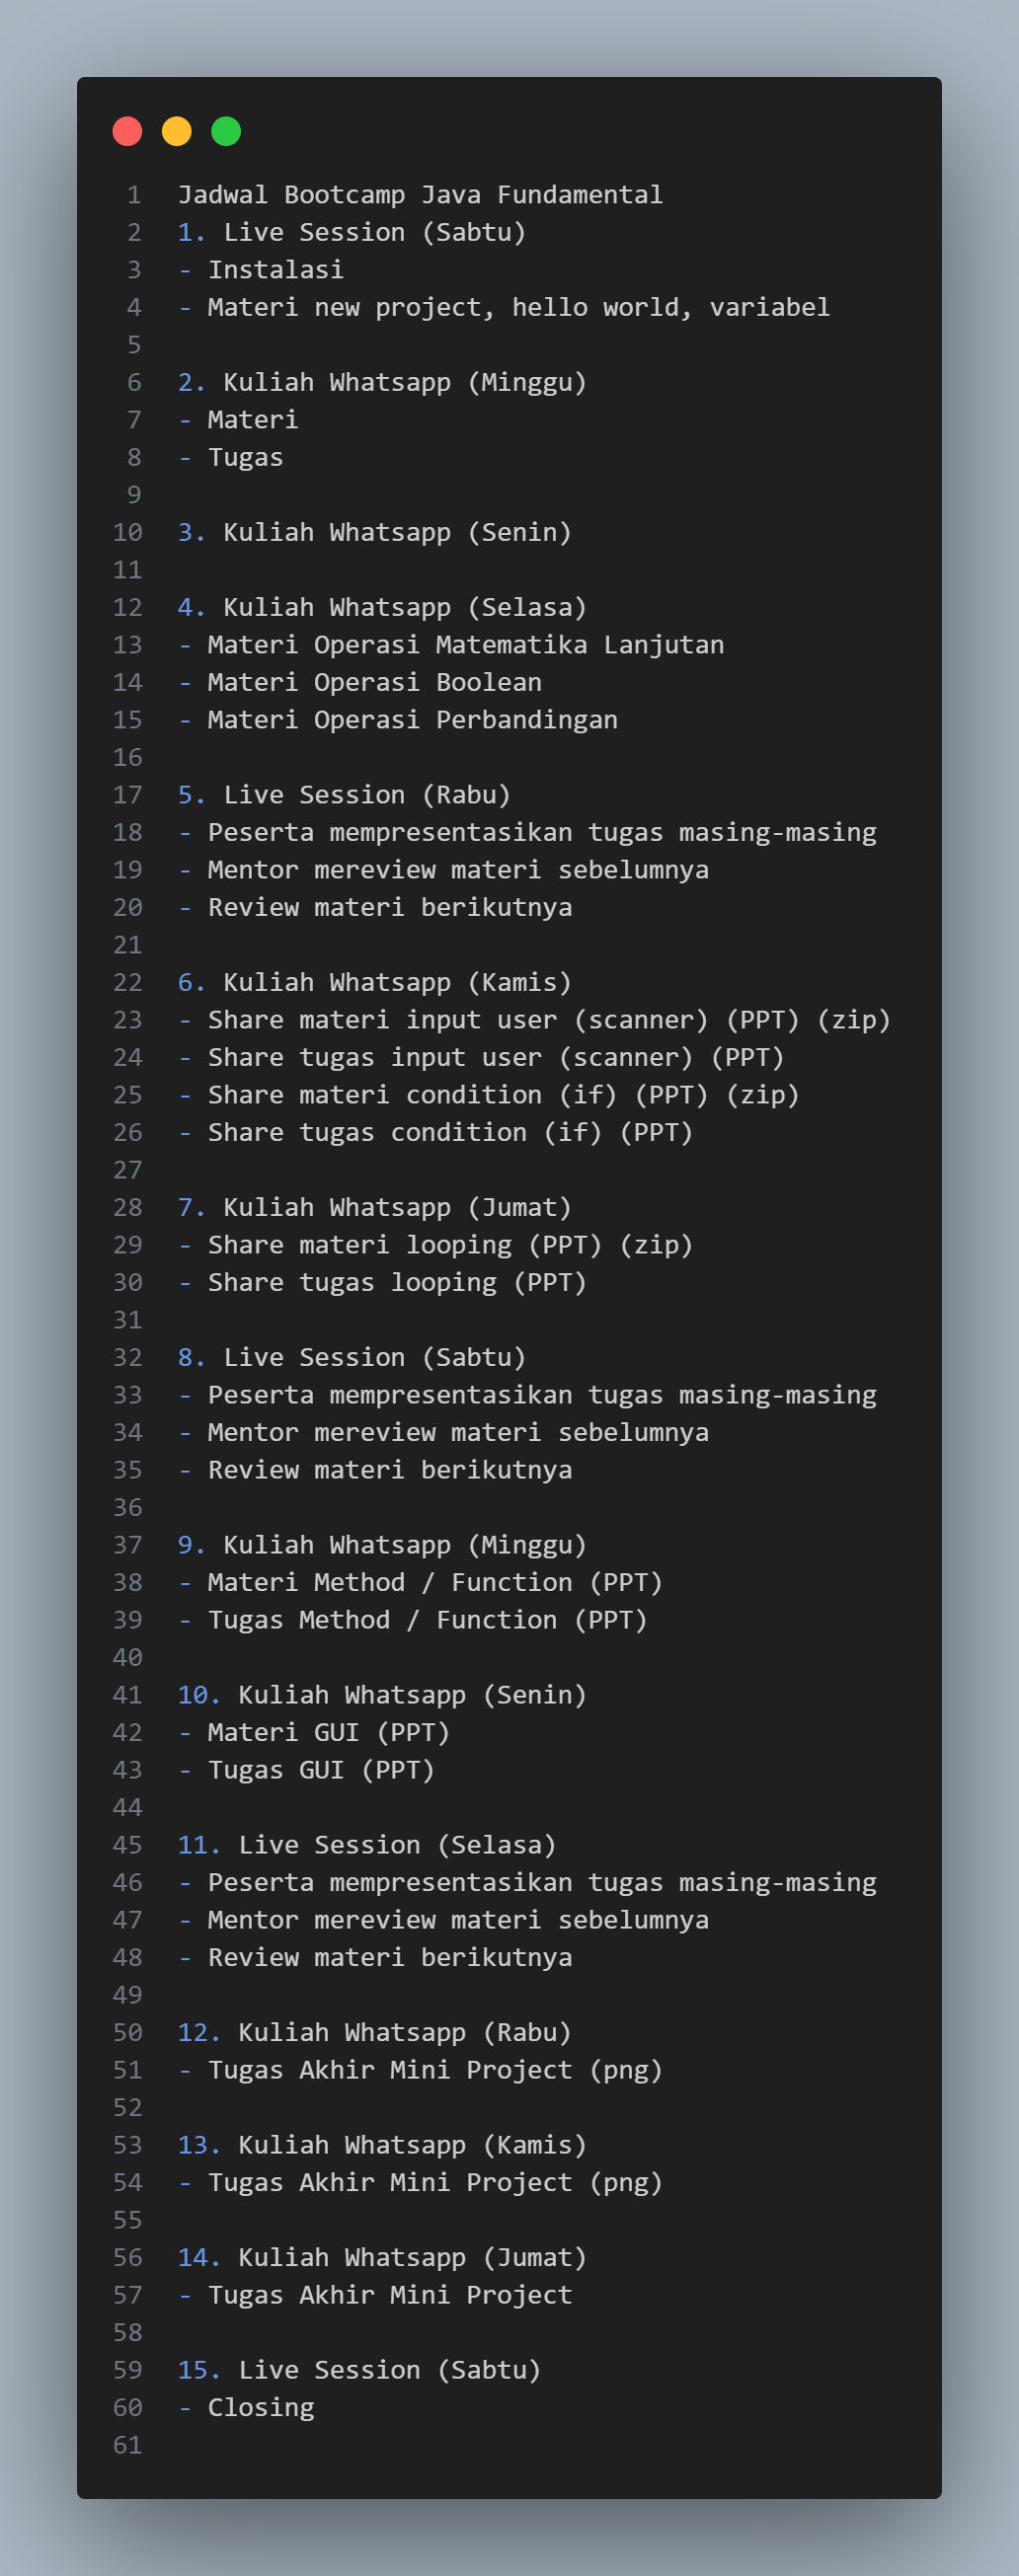 1 Jadwal Bootcamp Java Fundamental
2 1. Live Session (Sabtu)
3 - Instalasi
4 - Materi new project, hello world, variabel
5
6 2. Kuliah Whatsapp (Minggu)
7 - Materi
8 - Tugas
9
10 3. Kuliah Whatsapp (Senin)
11
12 4. Kuliah Whatsapp (Selasa)
13 - Materi Operasi Matematika Lanjutan
14 - Materi Operasi Boolean
15 - Materi Operasi Perbandingan
16
17 5. Live Session (Rabu)
18 - Peserta mempresentasikan tugas masing-masing
19 - Mentor mereview materi sebelumnya
20 - Review materi berikutnya
21
22 6. Kuliah Whatsapp (Kamis)
23 - Share materi input user (scanner) (PPT) (zip)
24 - Share tugas input user (scanner) (PPT)
25 - Share materi condition (if) (PPT) (zip)
26 - Share tugas condition (if) (PPT)
27
28 7. Kuliah Whatsapp (Jumat)
29 - Share materi looping (PPT) (zip)
30 - Share tugas looping (PPT)
31
32 8. Live Session (Sabtu)
33 - Peserta mempresentasikan tugas masing-masing
34 - Mentor mereview materi sebelumnya
35 - Review materi berikutnya
36
37 9. Kuliah Whatsapp (Minggu)
38 - Materi Method / Function (PPT)
39 - Tugas Method / Function (PPT)
40
41 10. Kuliah Whatsapp (Senin)
42 - Materi GUI (PPT)
43 - Tugas GUI (PPT)
44
45 11. Live Session (Selasa)
46 - Peserta mempresentasikan tugas masing-masing
47 - Mentor mereview materi sebelumnya
48 - Review materi berikutnya
49
50 12. Kuliah Whatsapp (Rabu)
51 - Tugas Akhir Mini Project (png)
52
53 13. Kuliah Whatsapp (Kamis)
54 - Tugas Akhir Mini Project (png)
55
56 14. Kuliah Whatsapp (Jumat)
57 - Tugas Akhir Mini Project
58
59 15. Live Session (Sabtu)
60 - Closing
61